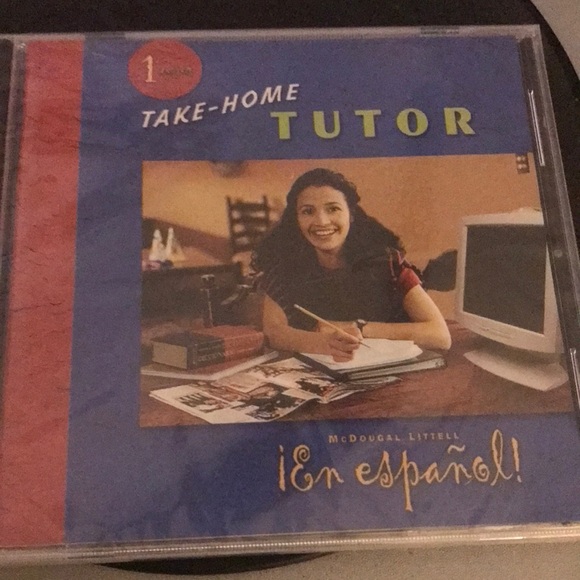 1
TAKE-HOME
TUTOR
McDOUGAL LITTELL
¡En español!